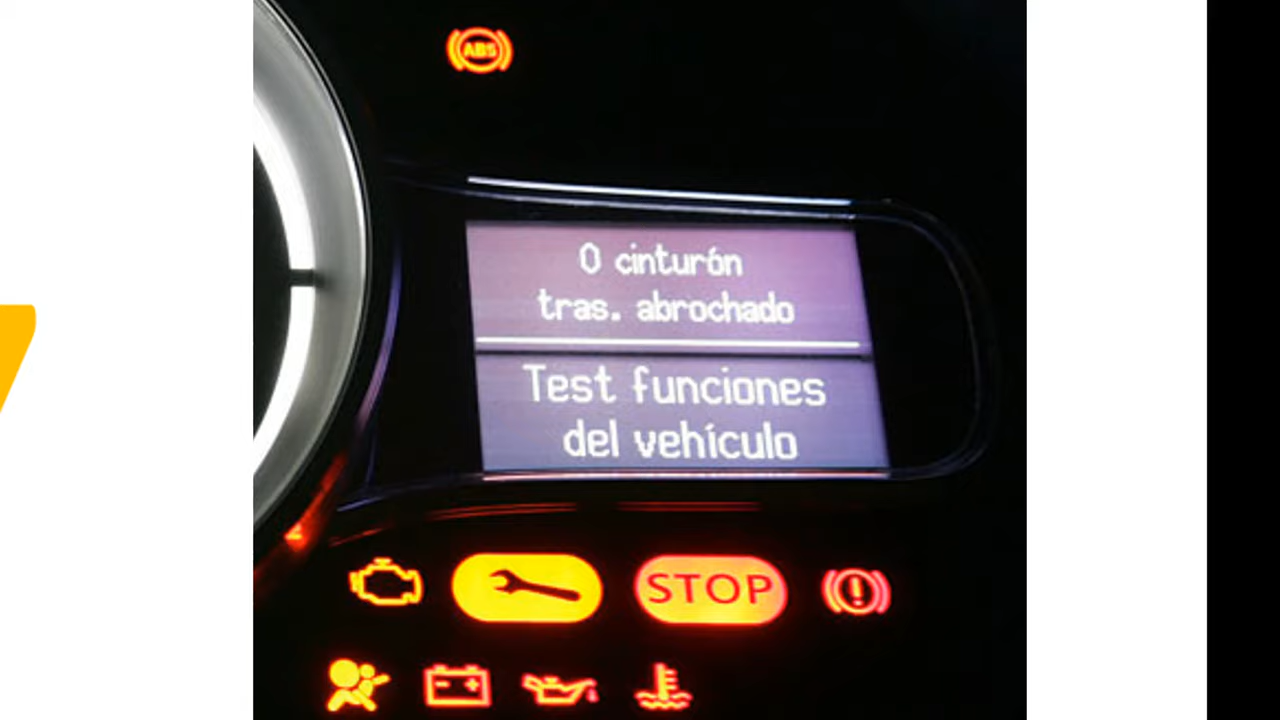 ABS
0 cinturón
tras. abrochado
Test funciones
del vehículo
STOP